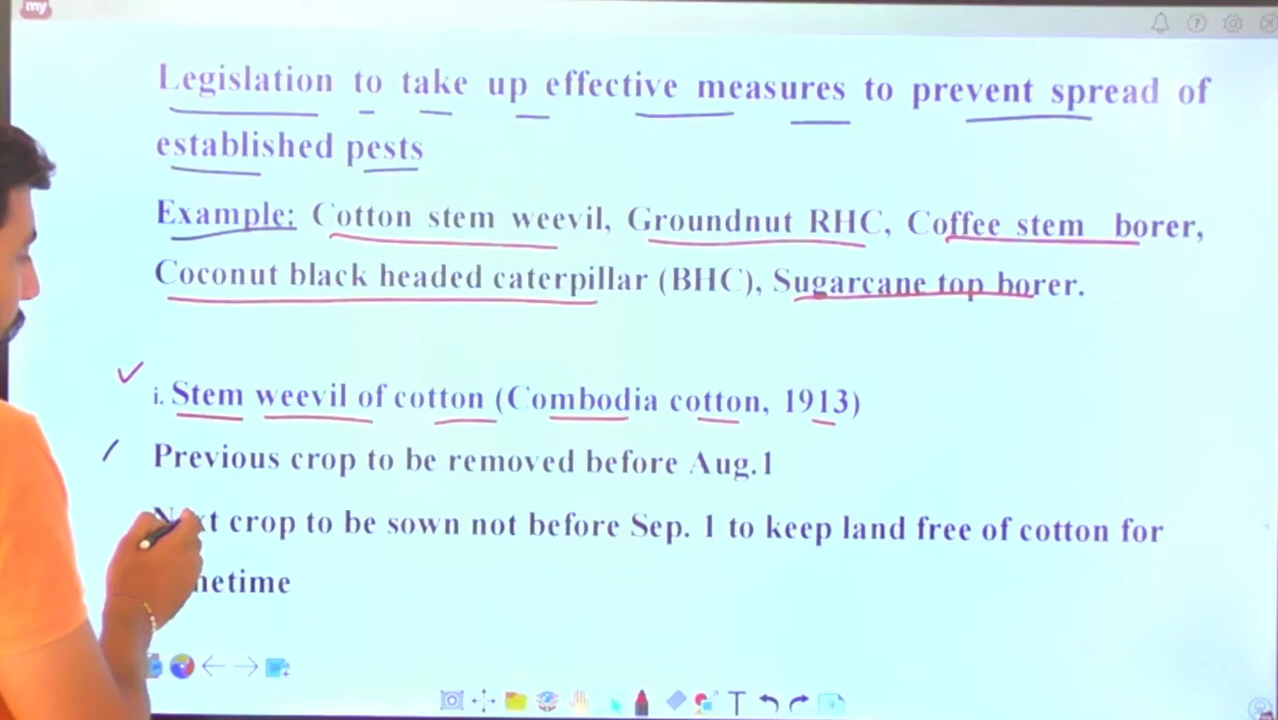 my
Legislation to take up effective measures to prevent spread of
established pests
Example: Cotton stem weevil, Groundnut RHC, Coffee stem borer,
Coconut black headed caterpillar (BHC), Sugarcane top borer.
i. Stem weevil of cotton (Combodia cotton, 1913)
Previous crop to be removed before Aug.1
crop to be sown not before Sep. 1 to keep land free of cotton for